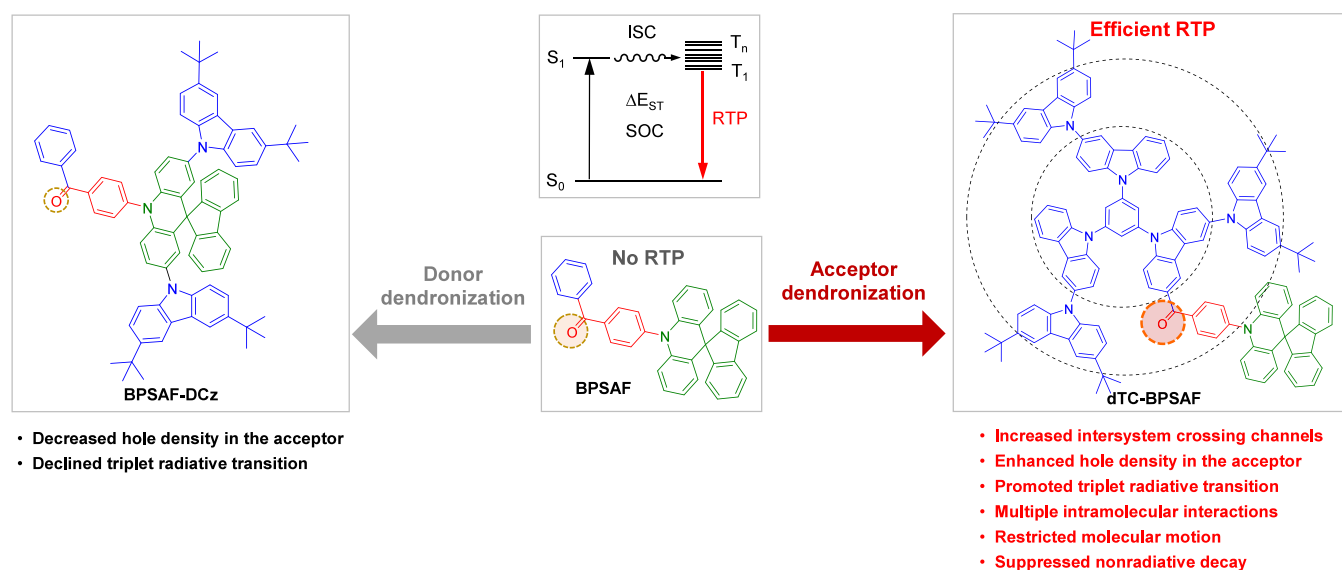 O
N
N
N
BPSAF-DCz
• Decreased hole density in the acceptor
• Declined triplet radiative transition
Donor
dendronization
ISC
S1
Tn
T1
ΔEST
SOC
RTP
S0
No RTP
O
N
BPSAF
Acceptor
dendronization
Efficient RTP
N
N
N
N
N
N
O
N
dTC-BPSAF
• Increased intersystem crossing channels
• Enhanced hole density in the acceptor
• Promoted triplet radiative transition
• Multiple intramolecular interactions
• Restricted molecular motion
• Suppressed nonradiative decay